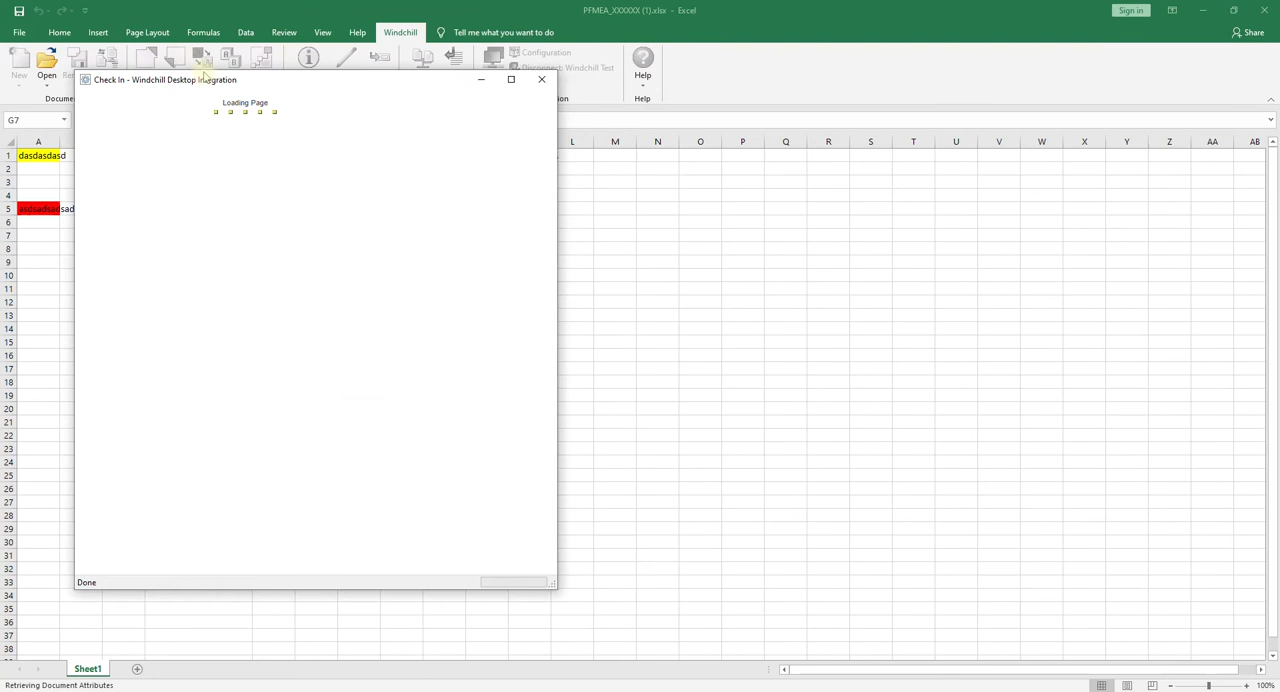 PFMEA_XXXXXX (1).xlsx - Excel
Sign in
File Home Insert Page Layout Formulas Data Review View Help Windchill Tell me what you want to do Share
New Open
Configuration
Disconnect: Windchill Test
Help
Help
Check In - Windchill Desktop Integration
Loading Page
G7
A L M N O P Q R S T U V W X Y Z AA AB
1 dasdasdasd
2
3
4
5 asdsadsadsad
6
7
8
9
10
11
12
13
14
15
16
17
18
19
20
21
22
23
24
25
26
27
28
29
30
31
32
33
34
35
36
37
38
Done
Sheet1
Retrieving Document Attributes
100%